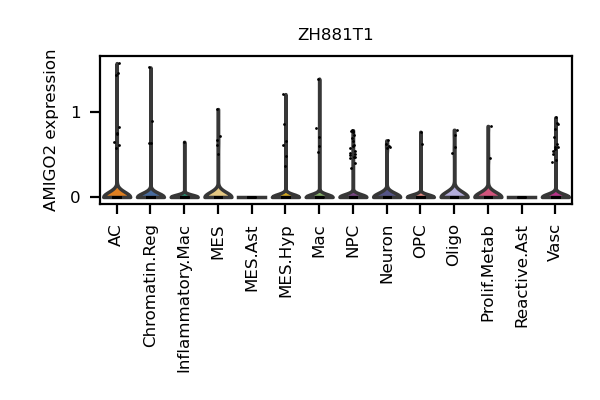 ZH881T1
AMIGO2 expression
1
0
AC
Chromatin.Reg
Inflammatory.Mac
MES
MES.Ast
MES.Hyp
Mac
NPC
Neuron
OPC
Oligo
Prolif.Metab
Reactive.Ast
Vasc